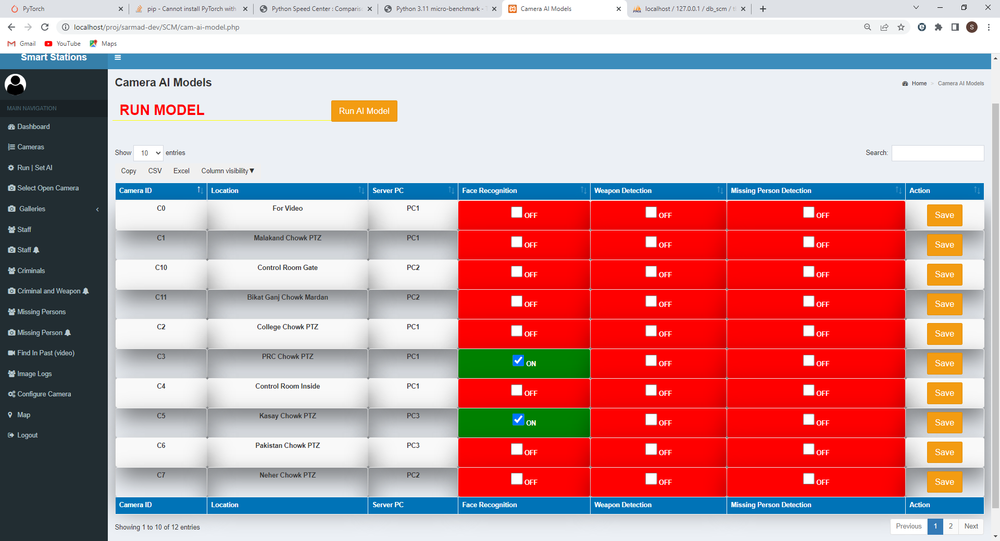 PyTorch
pip - Cannot install PyTorch with
Python Speed Center : Comparis
Python 3.11 micro-benchmark -
Camera AI Models
localhost / 127.0.0.1 / db_scm /
localhost/proj/sarmad-dev/SCM/cam-ai-model.php
S
Gmail
YouTube
Maps
Smart Stations
Camera AI Models
Home > Camera AI Models
RUN MODEL
Run AI Model
MAIN NAVIGATION
Dashboard
Cameras
Run | Set AI
Select Open Camera
Galleries
Staff
Staff
Criminals
Criminal and Weapon
Missing Persons
Missing Person
Find In Past (video)
Image Logs
Configure Camera
Map
Logout
Show 10 entries
Search:
Copy CSV Excel Column visibility▼
Camera ID Location Server PC Face Recognition Weapon Detection Missing Person Detection Action
C0 For Video PC1 OFF OFF OFF Save
C1 Malakand Chowk PTZ PC1 OFF OFF OFF Save
C10 Control Room Gate PC2 OFF OFF OFF Save
C11 Bikat Ganj Chowk Mardan PC2 OFF OFF OFF Save
C2 College Chowk PTZ PC1 OFF OFF OFF Save
C3 PRC Chowk PTZ PC1 ON OFF OFF Save
C4 Control Room Inside PC1 OFF OFF OFF Save
C5 Kasay Chowk PTZ PC3 ON OFF OFF Save
C6 Pakistan Chowk PTZ PC3 OFF OFF OFF Save
C7 Neher Chowk PTZ PC2 OFF OFF OFF Save
Camera ID Location Server PC Face Recognition Weapon Detection Missing Person Detection Action
Showing 1 to 10 of 12 entries
Previous 1 2 Next